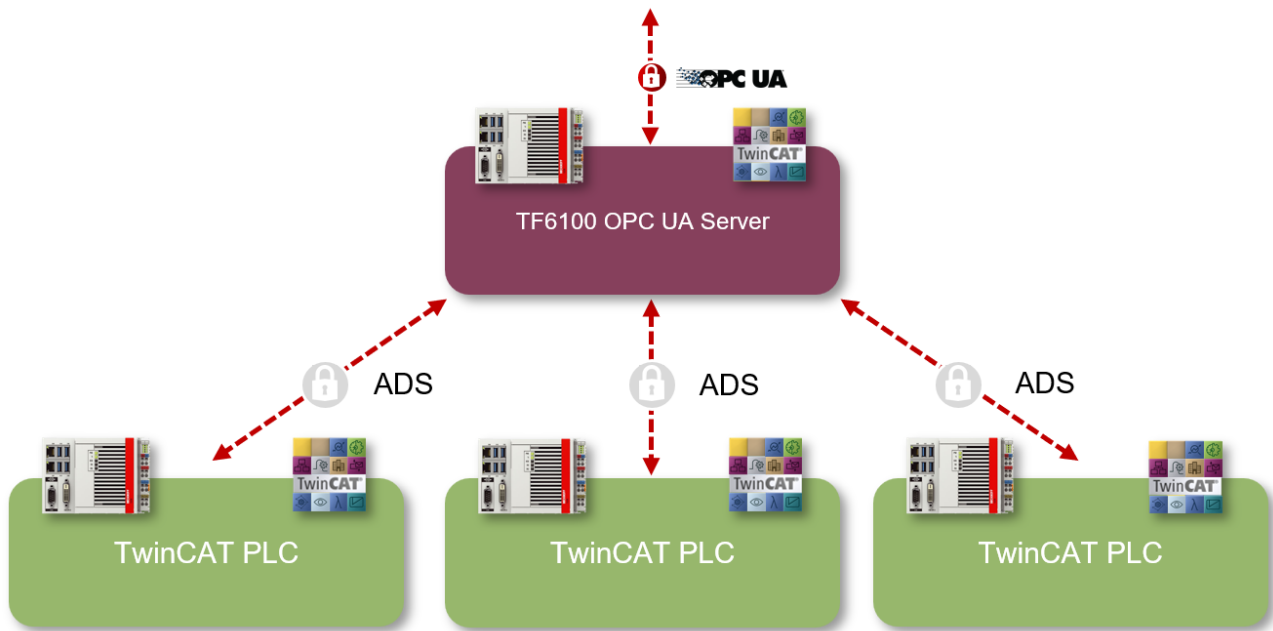 OPC UA
TwinCAT®
TF6100 OPC UA Server
ADS
ADS
ADS
TwinCAT®
TwinCAT®
TwinCAT®
TwinCAT PLC
TwinCAT PLC
TwinCAT PLC